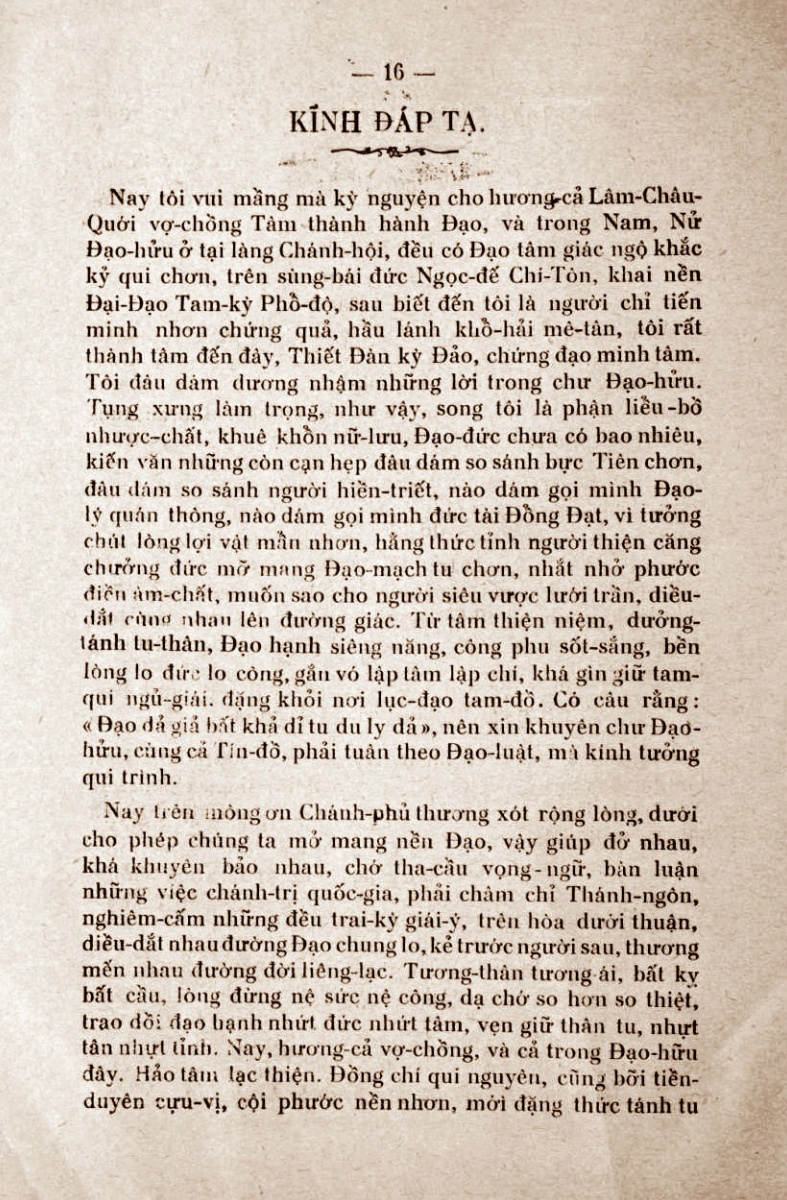 — 16 —
KÍNH ĐÁP TẠ.
Nay tôi vui mầng mà kỳ nguyện cho hương-cả Lâm-Châu-
Quới vợ-chồng Tâm thành hành Đạo, và trong Nam, Nử
Đạo-hửu ở tại làng Chánh-hội, đều có Đạo tâm giác ngộ khắc
kỷ qui chơn, trên sùng-bái đức Ngọc-đế Chí-Tôn, khai nền
Đại-Đạo Tam-kỳ Phổ-độ, sau biết đến tôi là người chỉ tiến
minh nhơn chứng quả, hầu lánh khổ-hải mê-tân, tôi rất
thành tâm đến đây, Thiết Đàn kỳ Đảo, chứng đạo minh tâm.
Tôi đâu dám dương nhậm những lời trong chư Đạo-hửu.
Tụng xưng làm trọng, như vậy, song tôi là phận liễu-bồ
nhược-chất, khuê khổn nữ-lưu, Đạo-đức chưa có bao nhiêu,
kiến văn những còn cạn hẹp đâu dám so sánh bực Tiên chơn,
đâu dám so sánh người hiền-triết, nào dám gọi mình Đạo-
lý quán thông, nào dám gọi mình đức tài Đồng Đạt, vì tưởng
chút lòng lợi vật mẫn nhơn, hằng thức tỉnh người thiện căng
chưởng đức mở mang Đạo-mạch tu chơn, nhắt nhở phước
điền âm-chất, muốn sao cho người siêu vược lưới trần, diều-
dắt cùng nhau lên đường giác. Từ tâm thiện niệm, dưởng-
tánh tu-thân, Đạo hạnh siêng năng, công phu sốt-sắng, bền
lòng lo đức lo công, gắn vó lập tâm lập chí, khá gìn giữ tam-
qui ngủ-giái. đặng khỏi nơi lục-đạo tam-đồ. Có câu rằng :
« Đạo dả giả bất khả dỉ tu du ly dả», nên xin khuyên chư Đạo-
hửu, cùng cả Tín-đồ, phải tuân theo Đạo-luật, mà kính tưởng
qui trình.
Nay trên mòng ơn Chánh-phủ thương xót rộng lòng, dưới
cho phép chúng ta mở mang nền Đạo, vậy giúp đở nhau,
khá khuyên bảo nhau, chớ tha-cầu vọng-ngữ, bàn luận
những việc chánh-trị quốc-gia, phải châm chỉ Thánh-ngôn,
nghiêm-cấm những đều trai-kỳ giái-ý, trên hòa dưới thuận,
diều-dắt nhau đường Đạo chung lo, kẻ trước người sau, thương
mến nhau đường đời liêng-lạc. Tương-thân tương-ái, bất kỳ
bất cầu, lòng đừng nệ sức nệ công, dạ chớ so hơn so thiệt,
trao dồi đạo hạnh nhứt đức nhứt tâm, vẹn giữ thân tu, nhựt
tân nhựt tỉnh. Nay, hương-cả vợ-chồng, và cả trong Đạo-hữu
đây. Hảo tâm lạc thiện. Đồng chí qui nguyên, cũng bởi tiền-
duyên cựu-vị, cội phước nền nhơn, mới đặng thức tánh tu